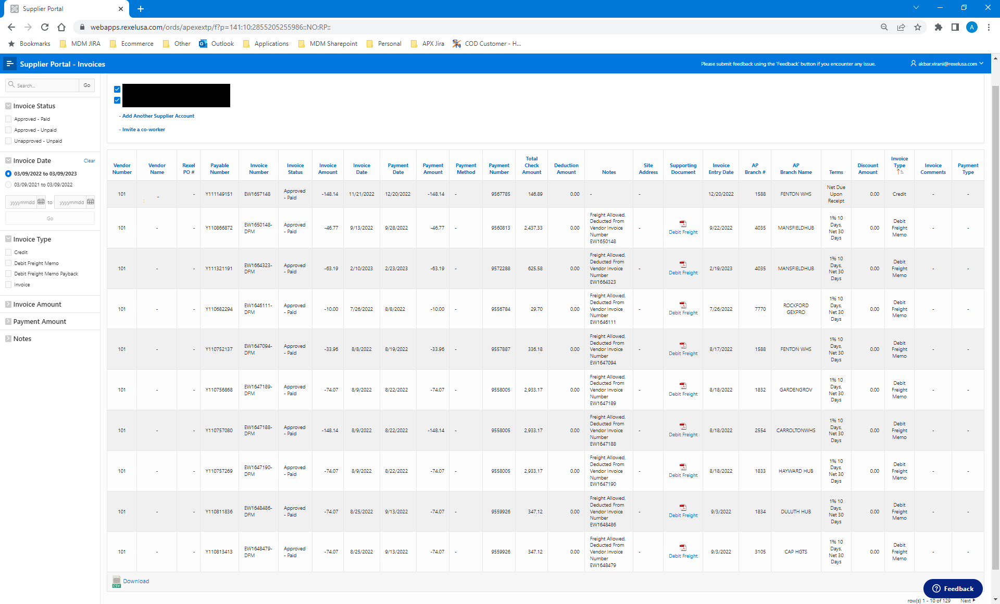 Supplier Portal
webapps.rexelusa.com/ords/apexextp/f?p=141:10:2855205255986::NO:RP::
A
Bookmarks MDM JIRA Ecommerce Other Outlook Applications MDM Sharepoint Personal APX Jira COD Customer - H...
Supplier Portal - Invoices Please submit feedback using the 'Feedback' button if you encounter any issue. akbar.virani@rexelusa.com
Search... Go
Invoice Status
Approved - Paid
Approved - Unpaid
Unapproved - Unpaid
Invoice Date Clear
03/09/2022 to 03/09/2023
03/09/2021 to 03/09/2022
yyyymmdd to yyyymmdd
Go
Invoice Type
Credit
Debit Freight Memo
Debit Freight Memo Payback
Invoice
Invoice Amount
Payment Amount
Notes
- Add Another Supplier Account
- Invite a co-worker
Vendor Number Vendor Name Rexel PO # Payable Number Invoice Number Invoice Status Invoice Amount Invoice Date Payment Date Payment Amount Payment Method Payment Number Total Check Amount Deduction Amount Notes Site Address Supporting Document Invoice Entry Date AP Branch # AP Branch Name Terms Discount Amount Invoice Type Invoice Comments Payment Type
101 - - Y111149151 EW1657148 Approved - Paid -148.14 11/21/2022 12/20/2022 -148.14 9567785 146.89 0.00 - - 12/20/2022 1588 FENTON WHS Net Due Upon Receipt 0.00 Credit - -
101 - - Y110866872 EW1650148-DFM Approved - Paid -46.77 9/13/2022 9/28/2022 -46.77 - 9560813 2,437.33 0.00 Freight Allowed, Deducted From Vendor Invoice Number EW1650148 - Debit Freight 9/22/2022 4035 MANSFIELDHUB 1% 10 Days, Net 30 Days 0.00 Debit Freight Memo - -
101 - - Y111321191 EW1664323-DFM Approved - Paid -63.19 2/10/2023 2/23/2023 -63.19 - 9572288 625.58 0.00 Freight Allowed, Deducted From Vendor Invoice Number EW1664323 - Debit Freight 2/19/2023 4035 MANSFIELDHUB 1% 10 Days, Net 30 Days 0.00 Debit Freight Memo - -
101 - - Y110682294 EW1646111-DFM Approved - Paid -10.00 7/26/2022 8/8/2022 -10.00 - 9556784 29.70 0.00 Freight Allowed, Deducted From Vendor Invoice Number EW1646111 - Debit Freight 7/26/2022 7770 ROCKFORD GEXPRO 1% 10 Days, Net 30 Days 0.00 Debit Freight Memo - -
101 - - Y110752137 EW1647094-DFM Approved - Paid -33.96 8/8/2022 8/19/2022 -33.96 - 9557887 336.18 0.00 Freight Allowed, Deducted From Vendor Invoice Number EW1647094 - Debit Freight 8/17/2022 1588 FENTON WHS 1% 10 Days, Net 30 Days 0.00 Debit Freight Memo - -
101 - - Y110756868 EW1647189-DFM Approved - Paid -74.07 8/9/2022 8/22/2022 -74.07 - 9558005 2,933.17 0.00 Freight Allowed, Deducted From Vendor Invoice Number EW1647189 - Debit Freight 8/18/2022 1832 GARDENGROV 1% 10 Days, Net 30 Days 0.00 Debit Freight Memo - -
101 - - Y110757080 EW1647188-DFM Approved - Paid -148.14 8/9/2022 8/22/2022 -148.14 - 9558005 2,933.17 0.00 Freight Allowed, Deducted From Vendor Invoice Number EW1647188 - Debit Freight 8/18/2022 2554 CARROLTONWHS 1% 10 Days, Net 30 Days 0.00 Debit Freight Memo - -
101 - - Y110757269 EW1647190-DFM Approved - Paid -74.07 8/9/2022 8/22/2022 -74.07 - 9558005 2,933.17 0.00 Freight Allowed, Deducted From Vendor Invoice Number EW1647190 - Debit Freight 8/18/2022 1833 HAYWARD HUB 1% 10 Days, Net 30 Days 0.00 Debit Freight Memo - -
101 - - Y110811836 EW1648486-DFM Approved - Paid -74.07 8/25/2022 9/13/2022 -74.07 - 9559926 347.12 0.00 Freight Allowed, Deducted From Vendor Invoice Number EW1648486 - Debit Freight 9/3/2022 1834 DULUTH HUB 1% 10 Days, Net 30 Days 0.00 Debit Freight Memo - -
101 - - Y110813413 EW1648479-DFM Approved - Paid -74.07 8/25/2022 9/13/2022 -74.07 - 9559926 347.12 0.00 Freight Allowed, Deducted From Vendor Invoice Number EW1648479 - Debit Freight 9/3/2022 3105 CAP HGTS 1% 10 Days, Net 30 Days 0.00 Debit Freight Memo - -
CSV Download
Feedback
row(s) 1 - 10 of 129 Next